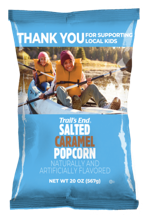 THANK YOU FOR SUPPORTING
LOCAL KIDS
Trail's End.
SALTED
CARAMEL
POPCORN
NATURALLY AND
ARTIFICIALLY FLAVORED
NET WT 20 OZ (567g)